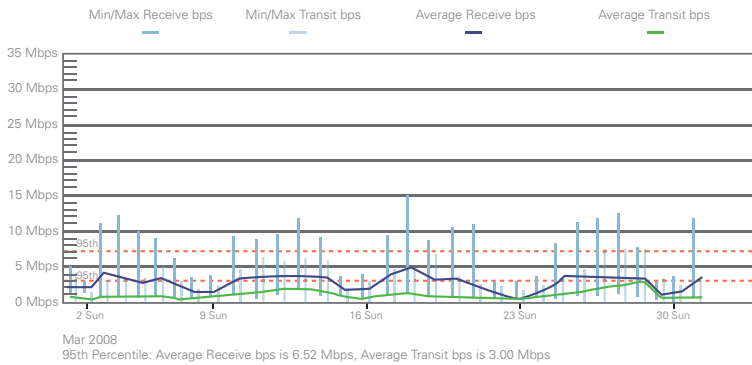 Min/Max Receive bps Min/Max Transit bps Average Receive bps Average Transit bps
35 Mbps
30 Mbps
25 Mbps
20 Mbps
15 Mbps
10 Mbps
95th
5 Mbps
95th
0 Mbps
2 Sun 9 Sun 16 Sun 23 Sun 30 Sun
Mar 2008
95th Percentile: Average Receive bps is 6.52 Mbps, Average Transit bps is 3.00 Mbps